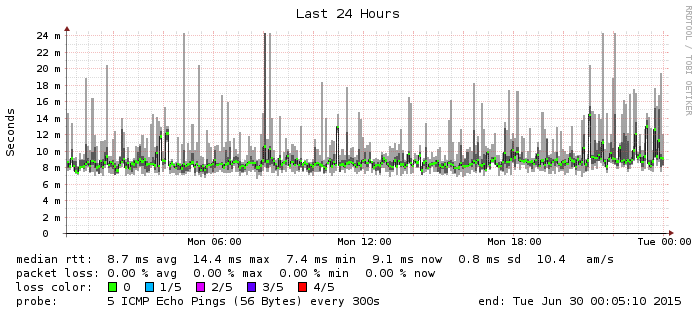 Last 24 Hours
RRDTOOL / TOBI OETIKER
Seconds
24 m
22 m
20 m
18 m
16 m
14 m
12 m
10 m
8 m
6 m
4 m
2 m
0
Mon 06:00 Mon 12:00 Mon 18:00 Tue 00:00
median rtt: 8.7 ms avg 14.4 ms max 7.4 ms min 9.1 ms now 0.8 ms sd 10.4 am/s
packet loss: 0.00 % avg 0.00 % max 0.00 % min 0.00 % now
loss color: 0 1/5 2/5 3/5 4/5
probe: 5 ICMP Echo Pings (56 Bytes) every 300s end: Tue Jun 30 00:05:10 2015